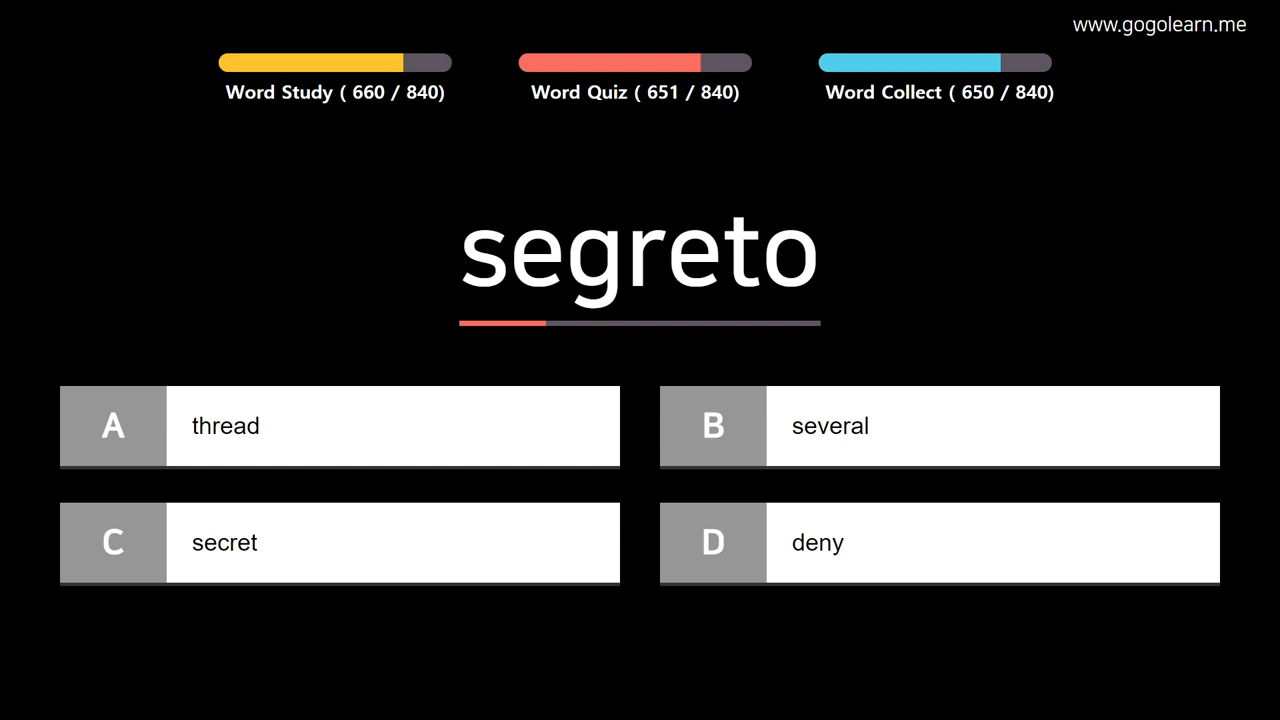 www.gogolearn.me
Word Study ( 660 / 840)
Word Quiz ( 651 / 840)
Word Collect ( 650 / 840)
segreto
A thread
B several
C secret
D deny